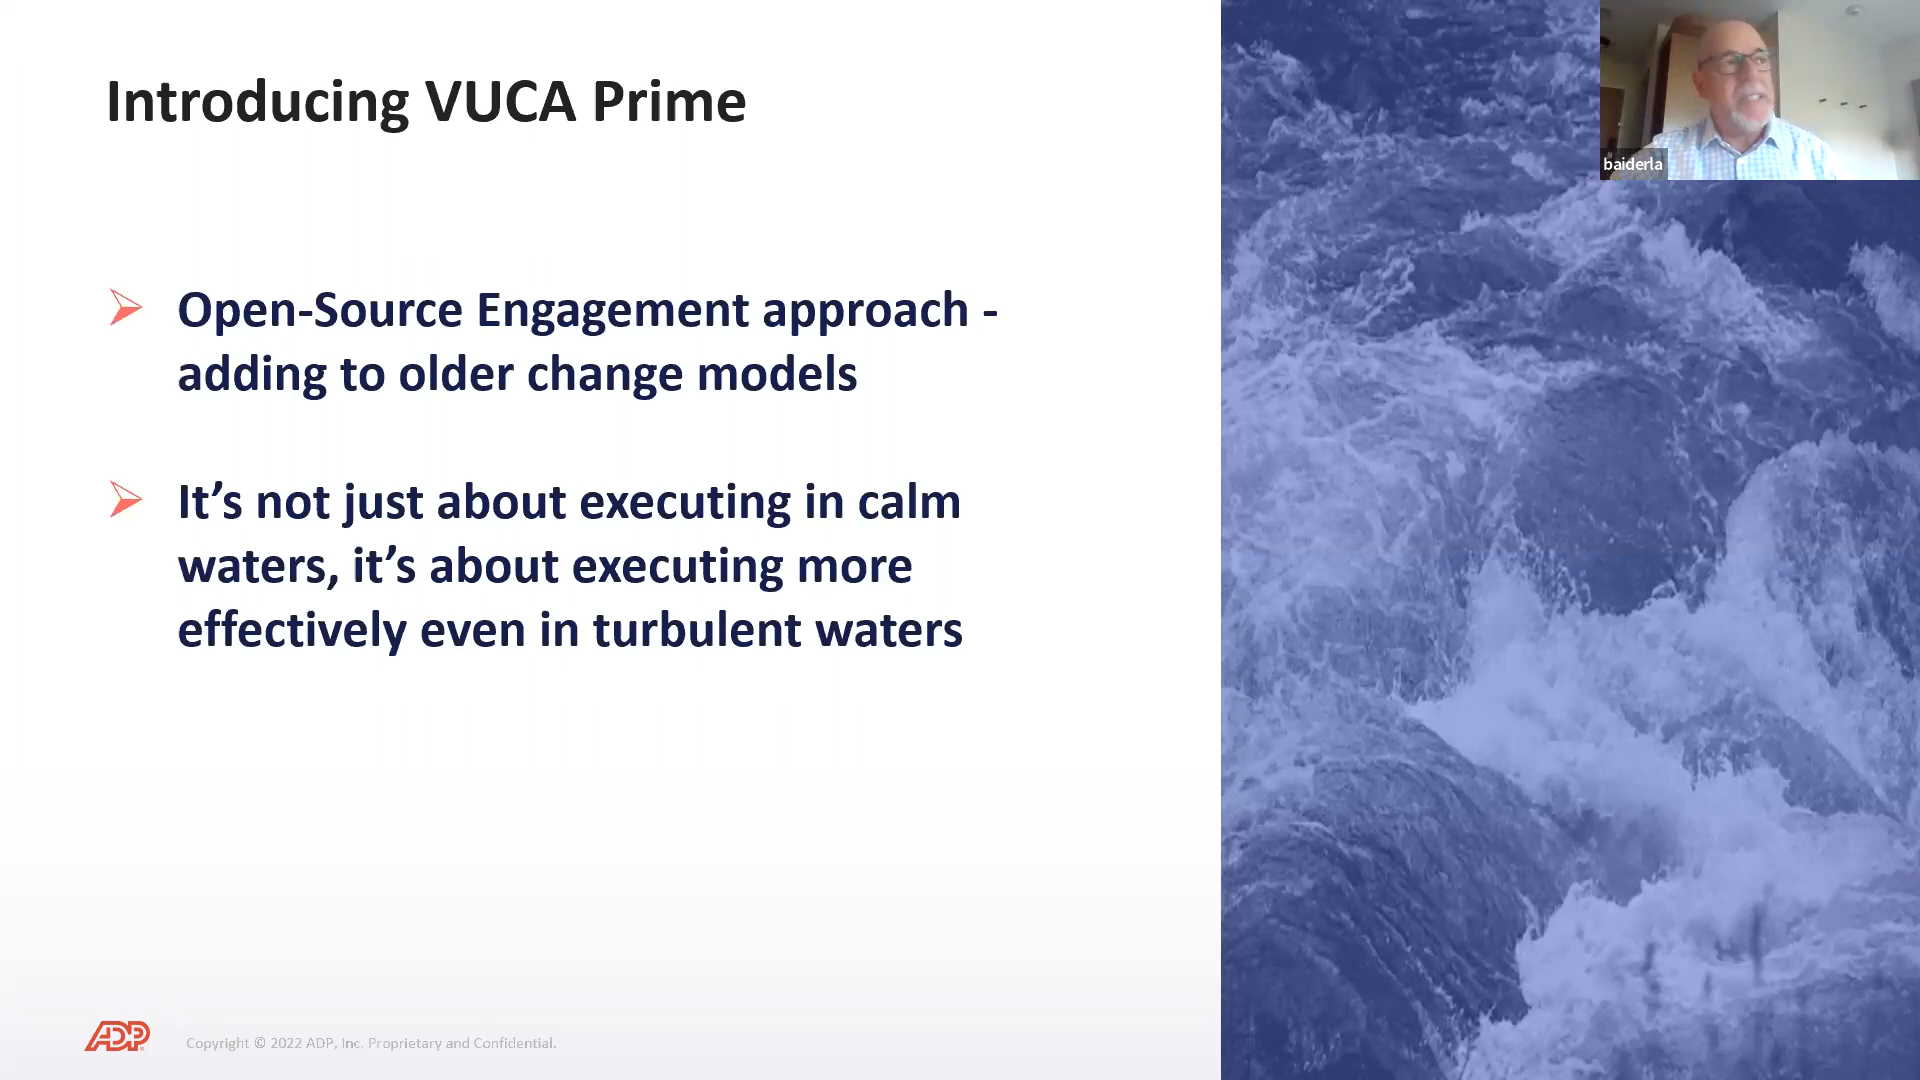 Introducing VUCA Prime
baiderla
Open-Source Engagement approach -
adding to older change models
It’s not just about executing in calm
waters, it’s about executing more
effectively even in turbulent waters
ADP
Copyright © 2022 ADP, Inc. Proprietary and Confidential.